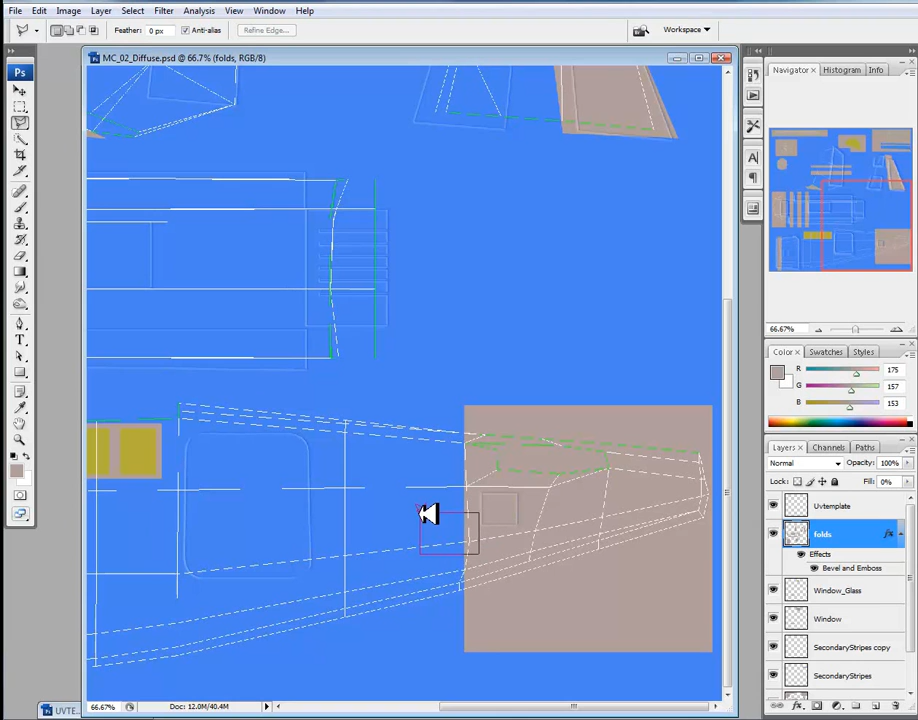 File Edit Image Layer Select Filter Analysis View Window Help
Feather: 0 px Anti-alias Refine Edge... Workspace
Ps MC_02_Diffuse.psd @ 66.7% (folds, RGB/8)
Navigator Histogram Info
66.67%
Color Swatches Styles
R 175
G 157
B 153
Layers Channels Paths
Normal Opacity: 100%
Lock: Fill: 0%
Uvtemplate
folds fx
Effects
Bevel and Emboss
Window_Glass
Window
SecondaryStripes copy
SecondaryStripes
66.67% Doc: 12.0M/40.4M
UVTE...